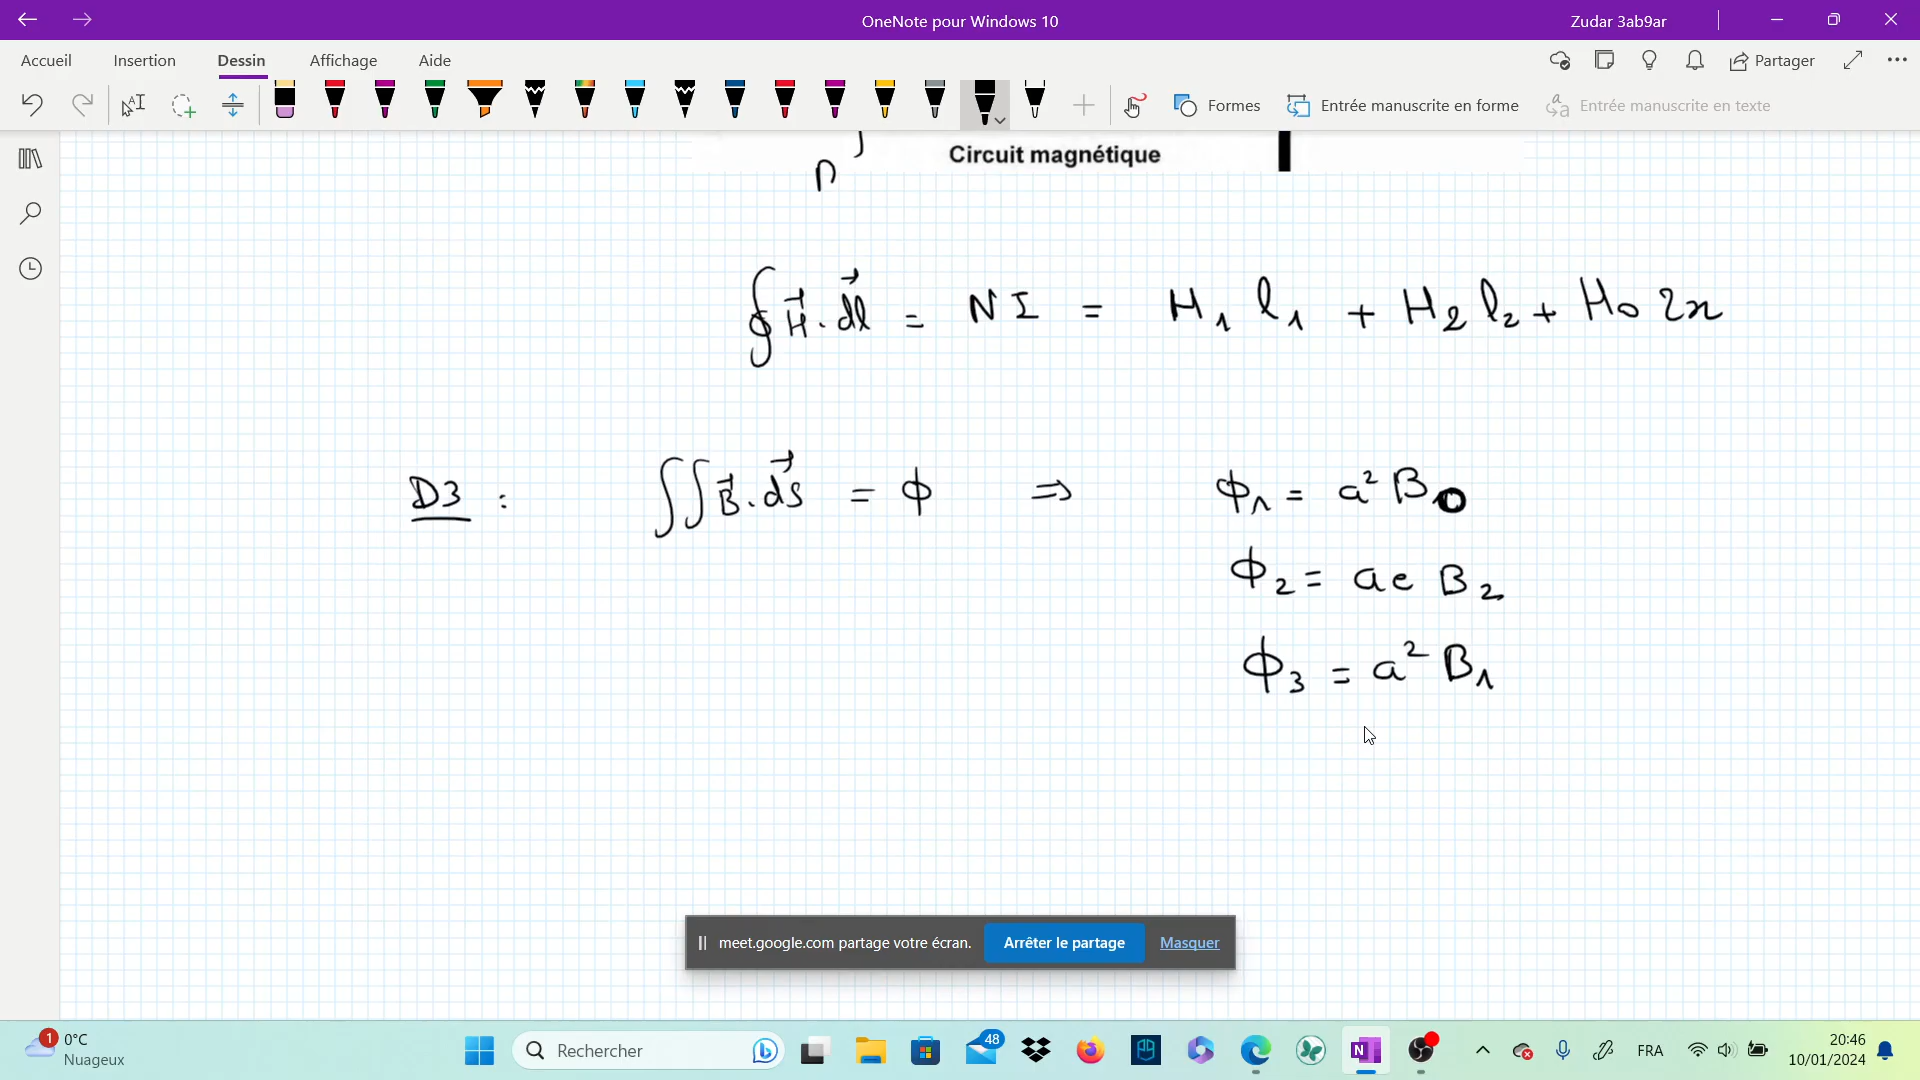 OneNote pour Windows 10
Zudar 3ab9ar
Accueil Insertion Dessin Affichage Aide
Partager
Formes Entrée manuscrite en forme Entrée manuscrite en texte
Circuit magnétique
∮ H⃗ . dl⃗ = N I = H₁ l₁ + H₂ l₂ + H₀ 2x
D3 : ∬ B⃗ . dS⃗ = ϕ ⇒ ϕ₁ = a² B₀
ϕ₂ = a e B₂
ϕ₃ = a² B₁
meet.google.com partage votre écran. Arrêter le partage Masquer
1 0°C
Nuageux
Rechercher
48
N
FRA
20:46
10/01/2024